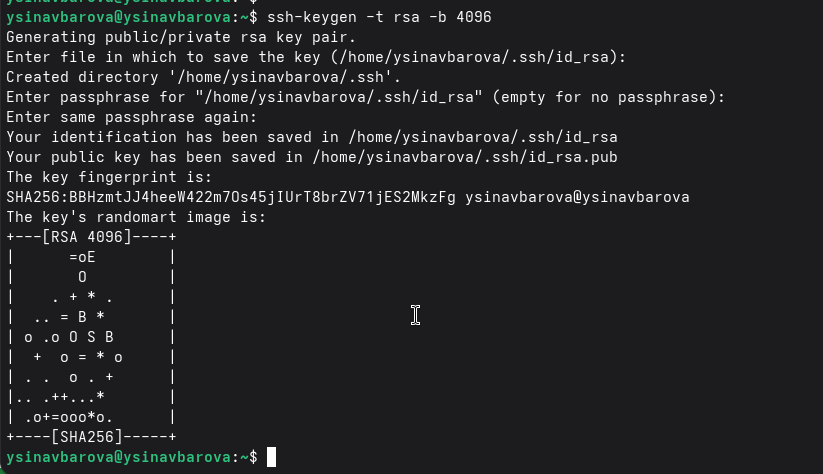 ysinavbarova@ysinavbarova:~$
ysinavbarova@ysinavbarova:~$ ssh-keygen -t rsa -b 4096
Generating public/private rsa key pair.
Enter file in which to save the key (/home/ysinavbarova/.ssh/id_rsa):
Created directory '/home/ysinavbarova/.ssh'.
Enter passphrase for "/home/ysinavbarova/.ssh/id_rsa" (empty for no passphrase):
Enter same passphrase again:
Your identification has been saved in /home/ysinavbarova/.ssh/id_rsa
Your public key has been saved in /home/ysinavbarova/.ssh/id_rsa.pub
The key fingerprint is:
SHA256:BBHzmtJJ4heeW422m7Os45jIUrT8brZV71jES2MkzFg ysinavbarova@ysinavbarova
The key's randomart image is:
+---[RSA 4096]----+
|      =oE        |
|       O         |
|    . + * .      |
|  .. = B *       |
| o .o O S B      |
|  +  o = * o     |
| . .  o . +      |
|.. .++...*       |
| .o+=ooo*o.      |
+----[SHA256]-----+
ysinavbarova@ysinavbarova:~$